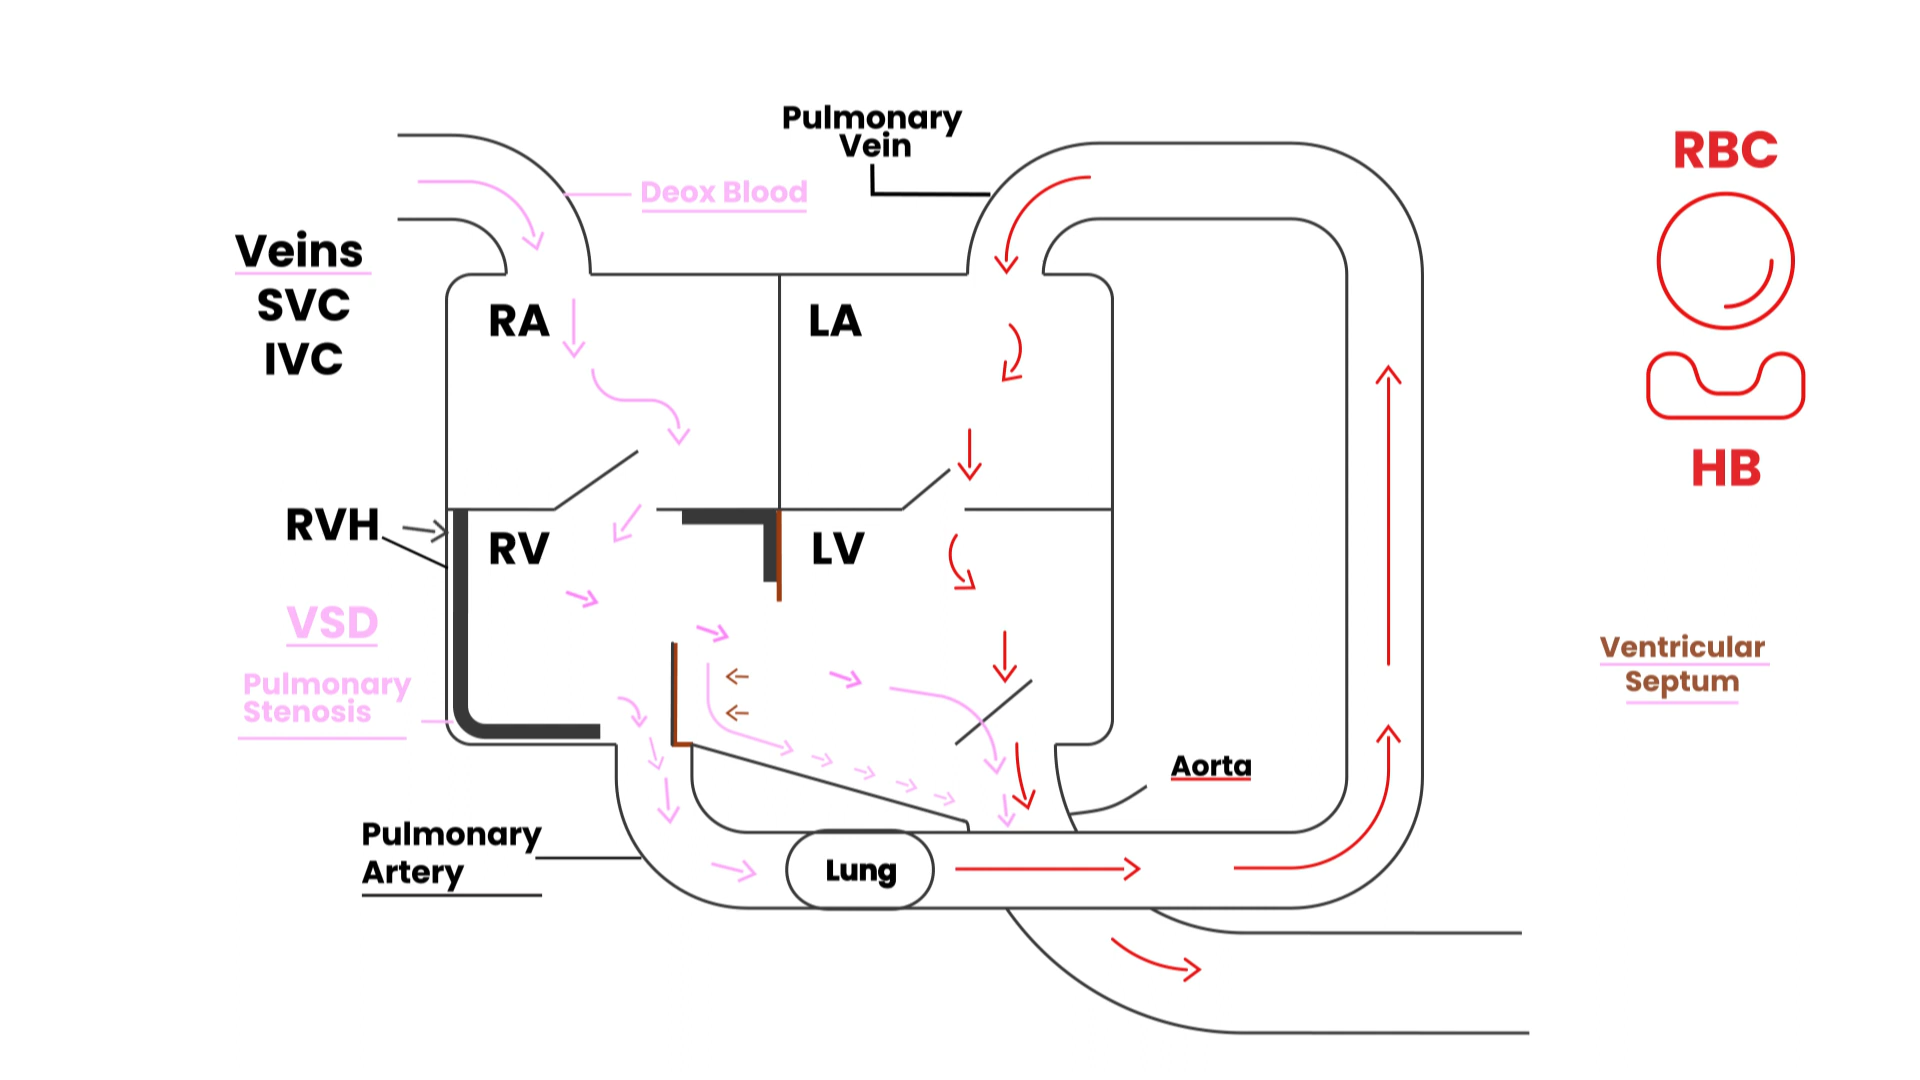 Pulmonary
Vein
RBC
Deox Blood
Veins
SVC
IVC
RA
LA
HB
RVH
RV
LV
VSD
Pulmonary
Stenosis
Ventricular
Septum
Aorta
Pulmonary
Artery
Lung